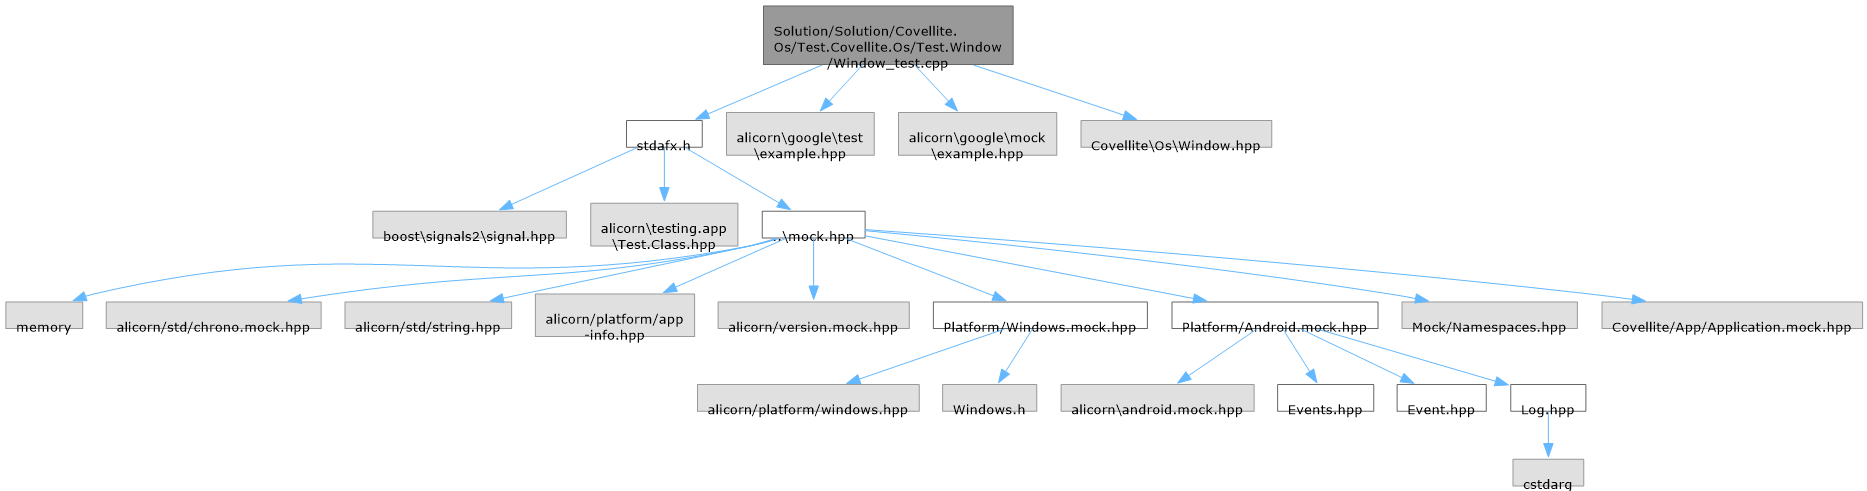 Solution/Solution/Covellite.
Os/Test.Covellite.Os/Test.Window
/Window_test.cpp
stdafx.h
alicorn\google\test
\example.hpp
alicorn\google\mock
\example.hpp
Covellite\Os\Window.hpp
boost\signals2\signal.hpp
alicorn\testing.app
\Test.Class.hpp
..\mock.hpp
memory
alicorn/std/chrono.mock.hpp
alicorn/std/string.hpp
alicorn/platform/app
-info.hpp
alicorn/version.mock.hpp
Platform/Windows.mock.hpp
Platform/Android.mock.hpp
Mock/Namespaces.hpp
Covellite/App/Application.mock.hpp
alicorn/platform/windows.hpp
Windows.h
alicorn\android.mock.hpp
Events.hpp
Event.hpp
Log.hpp
cstdarg